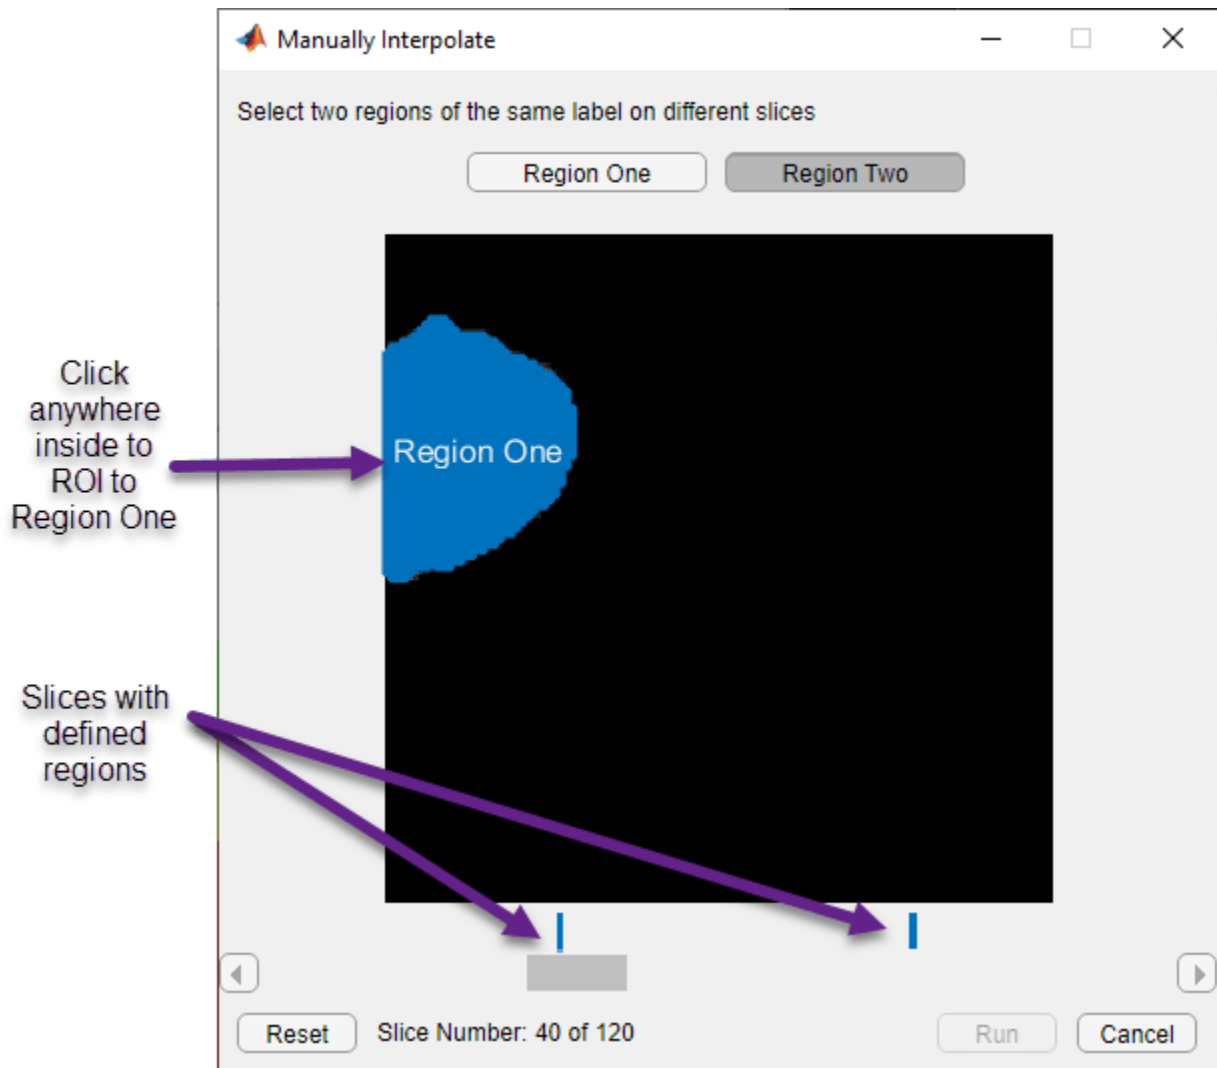 Manually Interpolate
Select two regions of the same label on different slices
Region One
Region Two
Click
anywhere
inside to
ROI to
Region One
Region One
Slices with
defined
regions
Reset
Slice Number: 40 of 120
Run
Cancel